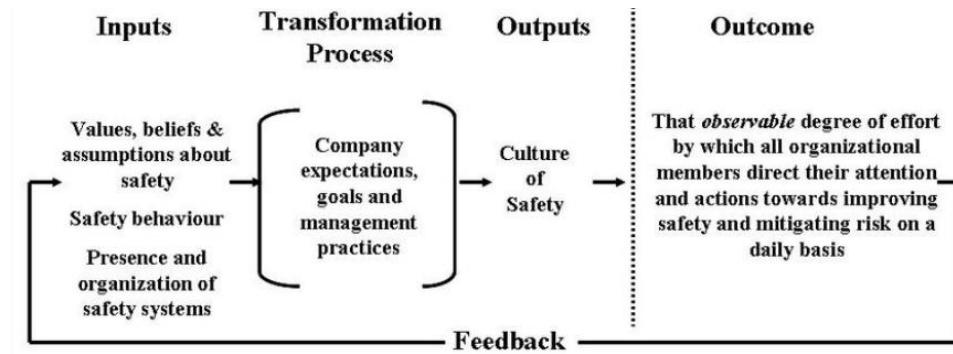 Inputs
Transformation
Process
Outputs
Outcome
Values, beliefs &
assumptions about
safety
Safety behaviour
Presence and
organization of
safety systems
Company
expectations,
goals and
management
practices
Culture
of
Safety
That observable degree of effort
by which all organizational
members direct their attention
and actions towards improving
safety and mitigating risk on a
daily basis
Feedback